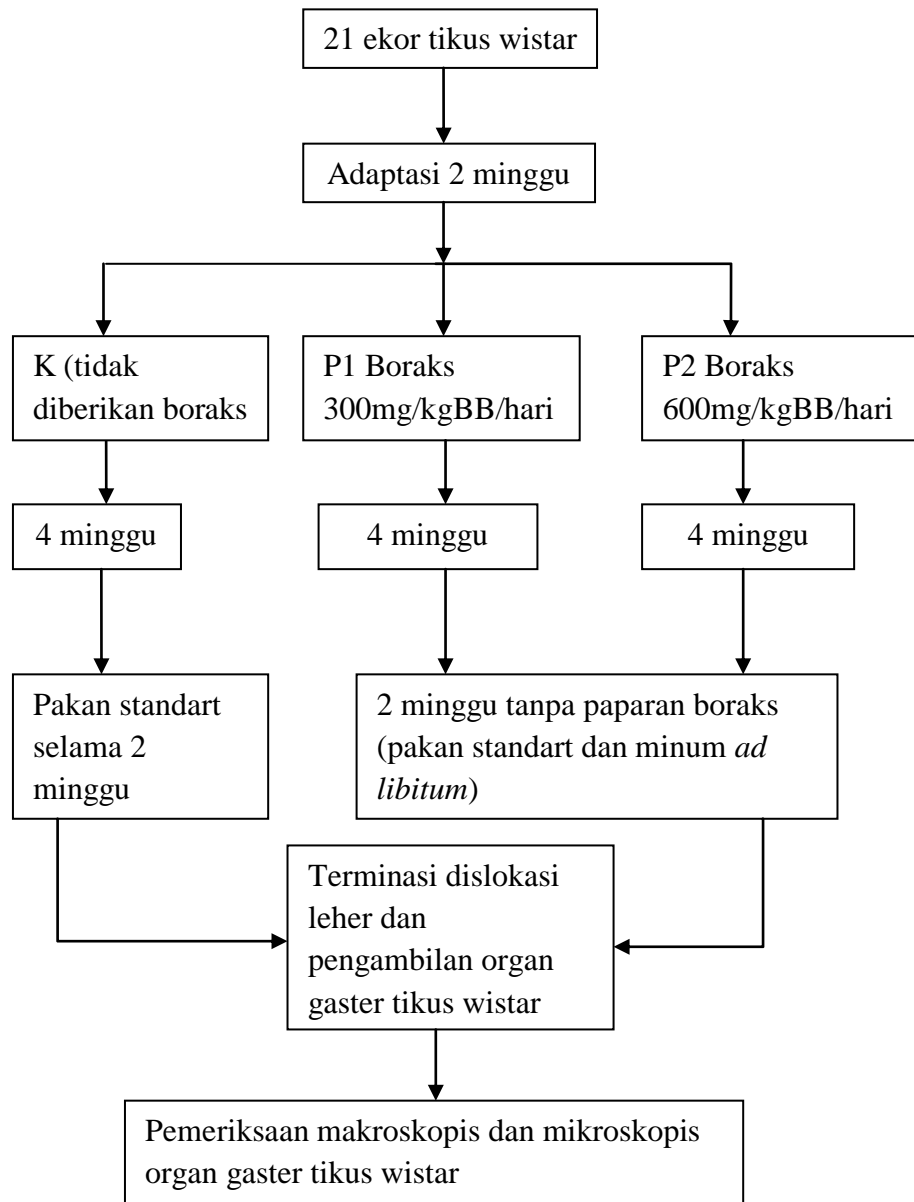 21 ekor tikus wistar
Adaptasi 2 minggu
K (tidak
diberikan boraks
P1 Boraks
300mg/kgBB/hari
P2 Boraks
600mg/kgBB/hari
4 minggu
4 minggu
4 minggu
Pakan standart
selama 2
minggu
2 minggu tanpa paparan boraks
(pakan standart dan minum ad
libitum)
Terminasi dislokasi
leher dan
pengambilan organ
gaster tikus wistar
Pemeriksaan makroskopis dan mikroskopis
organ gaster tikus wistar